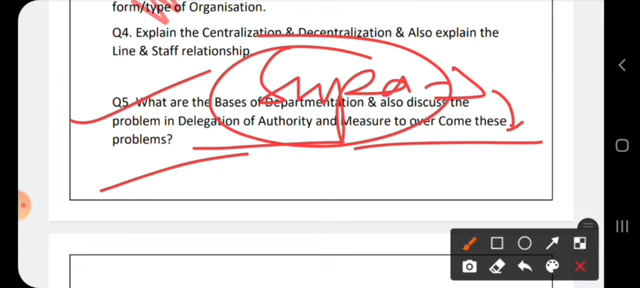 form/type of Organisation.
Q4. Explain the Centralization & Decentralization & Also explain the
Line & Staff relationship
Supra
Q5. What are the Bases of Departmentation & also discuss the
problem in Delegation of Authority and Measure to over Come these
problems?